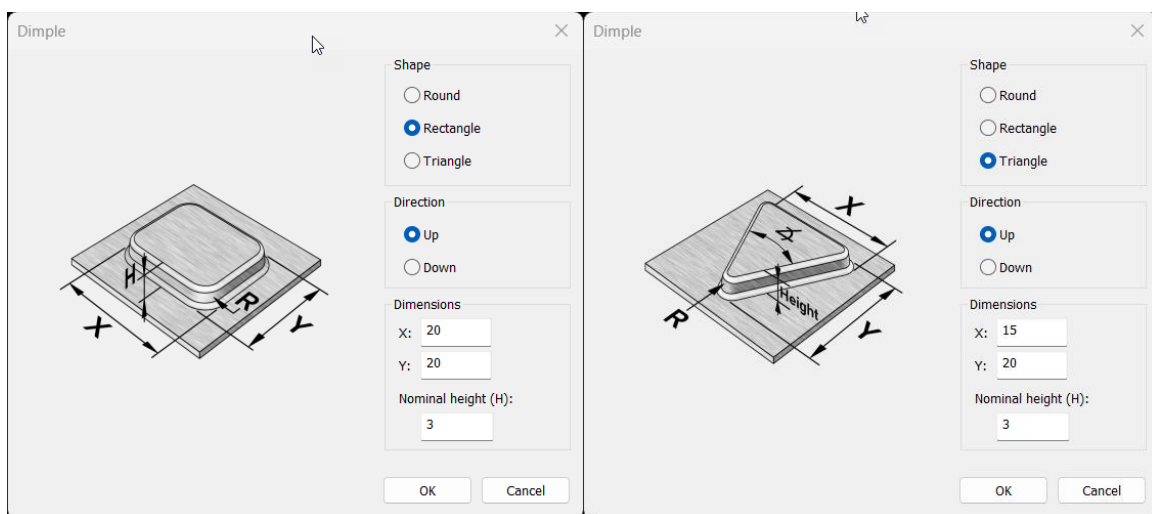 Dimple
Shape
Round
Rectangle
Triangle
Direction
Up
Down
Dimensions
X: 20
Y: 20
Nominal height (H):
3
OK Cancel
H
R
X
Y
Dimple
Shape
Round
Rectangle
Triangle
Direction
Up
Down
Dimensions
X: 15
Y: 20
Nominal height (H):
3
OK Cancel
X
Height
R
Y